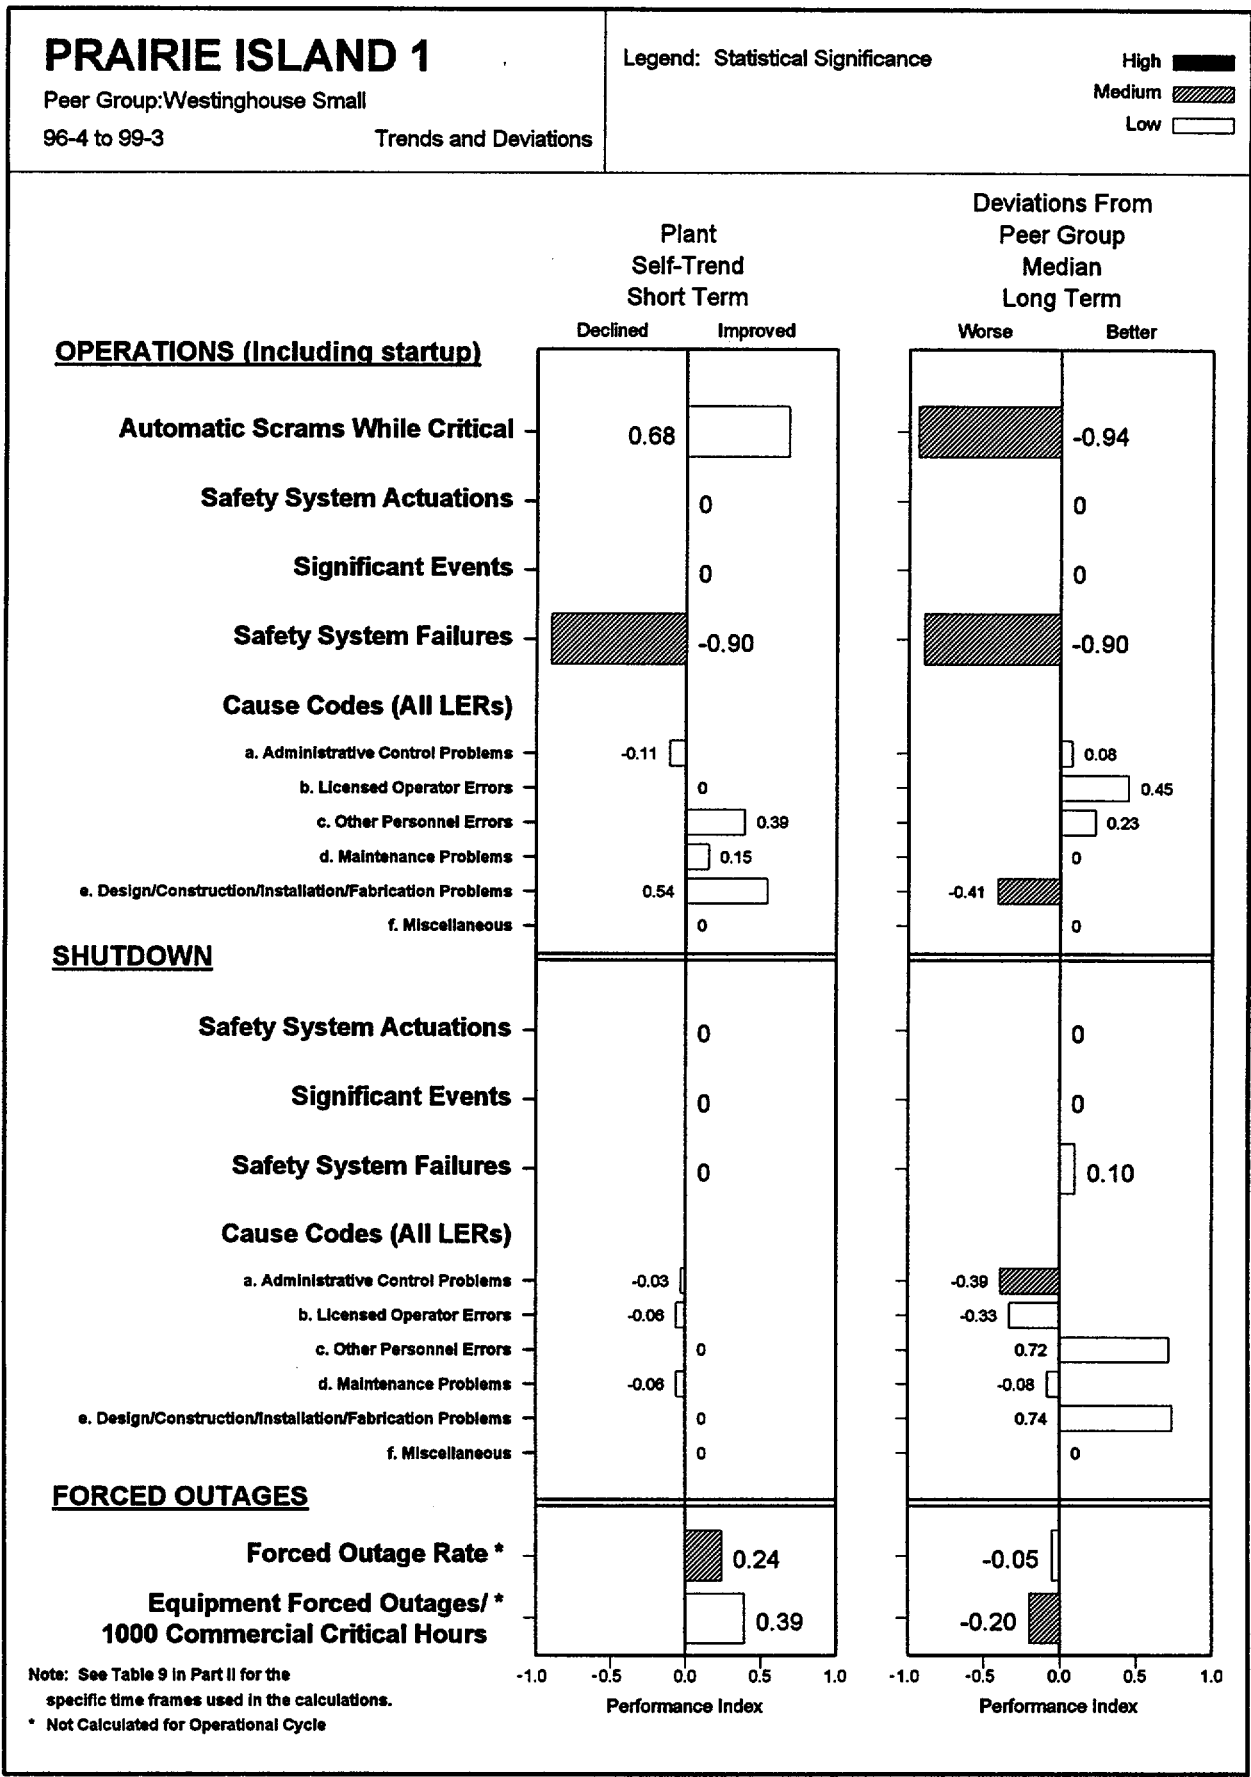 PRAIRIE ISLAND 1
Peer Group:Westinghouse Small
96-4 to 99-3 Trends and Deviations
Legend: Statistical Significance
High
Medium
Low
Plant
Self-Trend
Short Term
Declined Improved
Deviations From
Peer Group
Median
Long Term
Worse Better
OPERATIONS (Including startup)
Automatic Scrams While Critical 0.68 -0.94
Safety System Actuations 0 0
Significant Events 0 0
Safety System Failures -0.90 -0.90
Cause Codes (All LERs)
a. Administrative Control Problems -0.11 0.08
b. Licensed Operator Errors 0 0.45
c. Other Personnel Errors 0.39 0.23
d. Maintenance Problems 0.15 0
e. Design/Construction/Installation/Fabrication Problems 0.54 -0.41
f. Miscellaneous 0 0
SHUTDOWN
Safety System Actuations 0 0
Significant Events 0 0
Safety System Failures 0 0.10
Cause Codes (All LERs)
a. Administrative Control Problems -0.03 -0.39
b. Licensed Operator Errors -0.06 -0.33
c. Other Personnel Errors 0 0.72
d. Maintenance Problems -0.06 -0.08
e. Design/Construction/Installation/Fabrication Problems 0 0.74
f. Miscellaneous 0 0
FORCED OUTAGES
Forced Outage Rate * 0.24 -0.05
Equipment Forced Outages/ *
1000 Commercial Critical Hours 0.39 -0.20
-1.0 -0.5 0.0 0.5 1.0 -1.0 -0.5 0.0 0.5 1.0
Performance Index Performance Index
Note: See Table 9 in Part II for the
specific time frames used in the calculations.
* Not Calculated for Operational Cycle